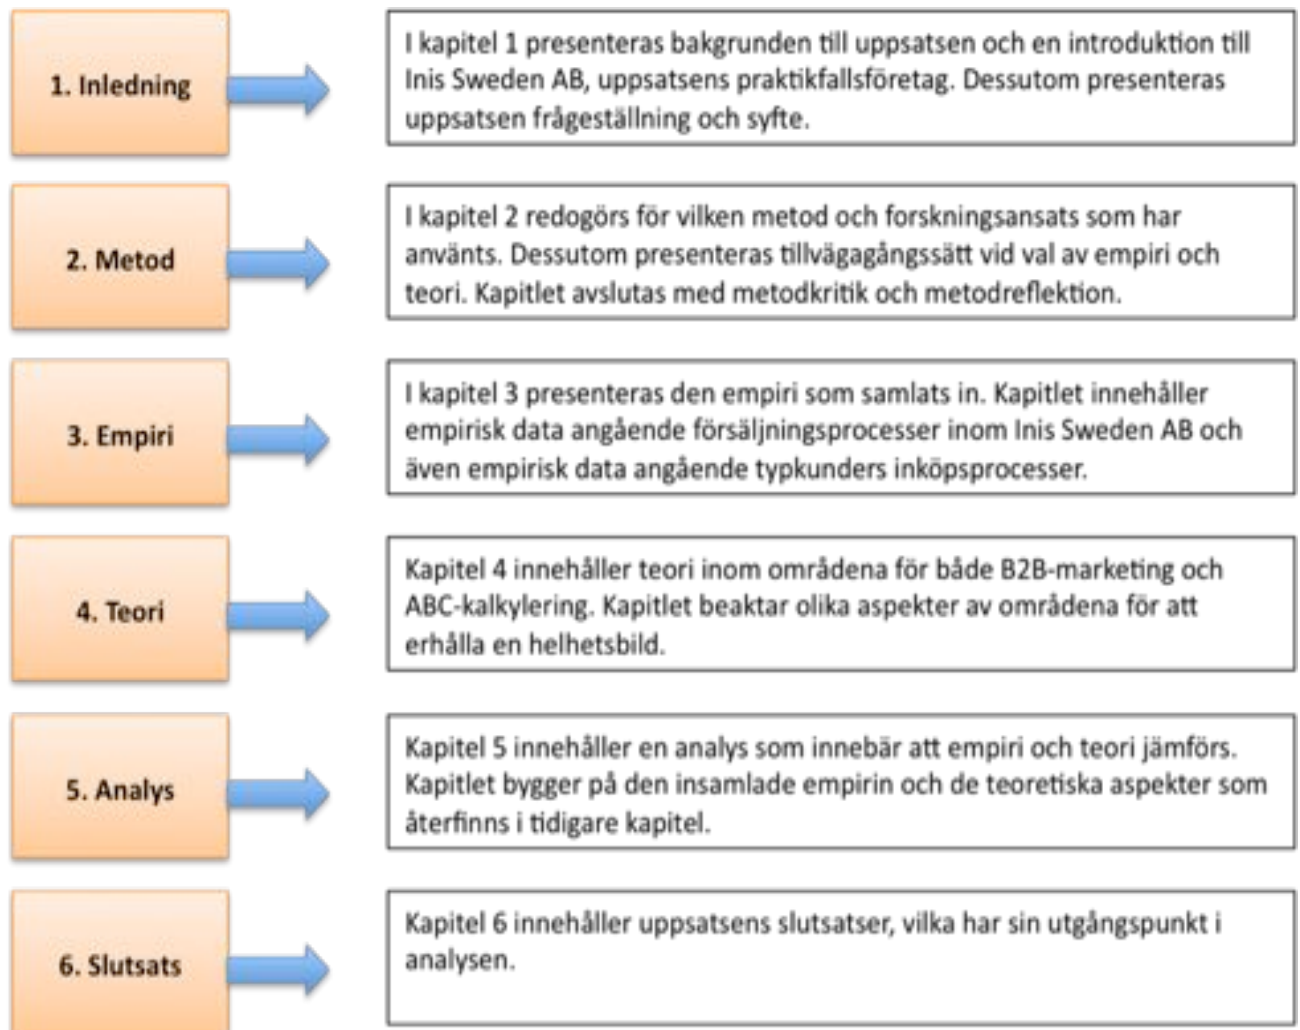 1. Inledning
I kapitel 1 presenteras bakgrunden till uppsatsen och en introduktion till
Inis Sweden AB, uppsatsens praktikfallsföretag. Dessutom presenteras
uppsatsen frågeställning och syfte.
2. Metod
I kapitel 2 redogörs för vilken metod och forskningsansats som har
använts. Dessutom presenteras tillvägagångssätt vid val av empiri och
teori. Kapitlet avslutas med metodkritik och metodreflektion.
3. Empiri
I kapitel 3 presenteras den empiri som samlats in. Kapitlet innehåller
empirisk data angående försäljningsprocesser inom Inis Sweden AB och
även empirisk data angående typkunders inköpsprocesser.
4. Teori
Kapitel 4 innehåller teori inom områdena för både B2B-marketing och
ABC-kalkylering. Kapitlet beaktar olika aspekter av områdena för att
erhålla en helhetsbild.
5. Analys
Kapitel 5 innehåller en analys som innebär att empiri och teori jämförs.
Kapitlet bygger på den insamlade empirin och de teoretiska aspekter som
återfinns i tidigare kapitel.
6. Slutsats
Kapitel 6 innehåller uppsatsens slutsatser, vilka har sin utgångspunkt i
analysen.